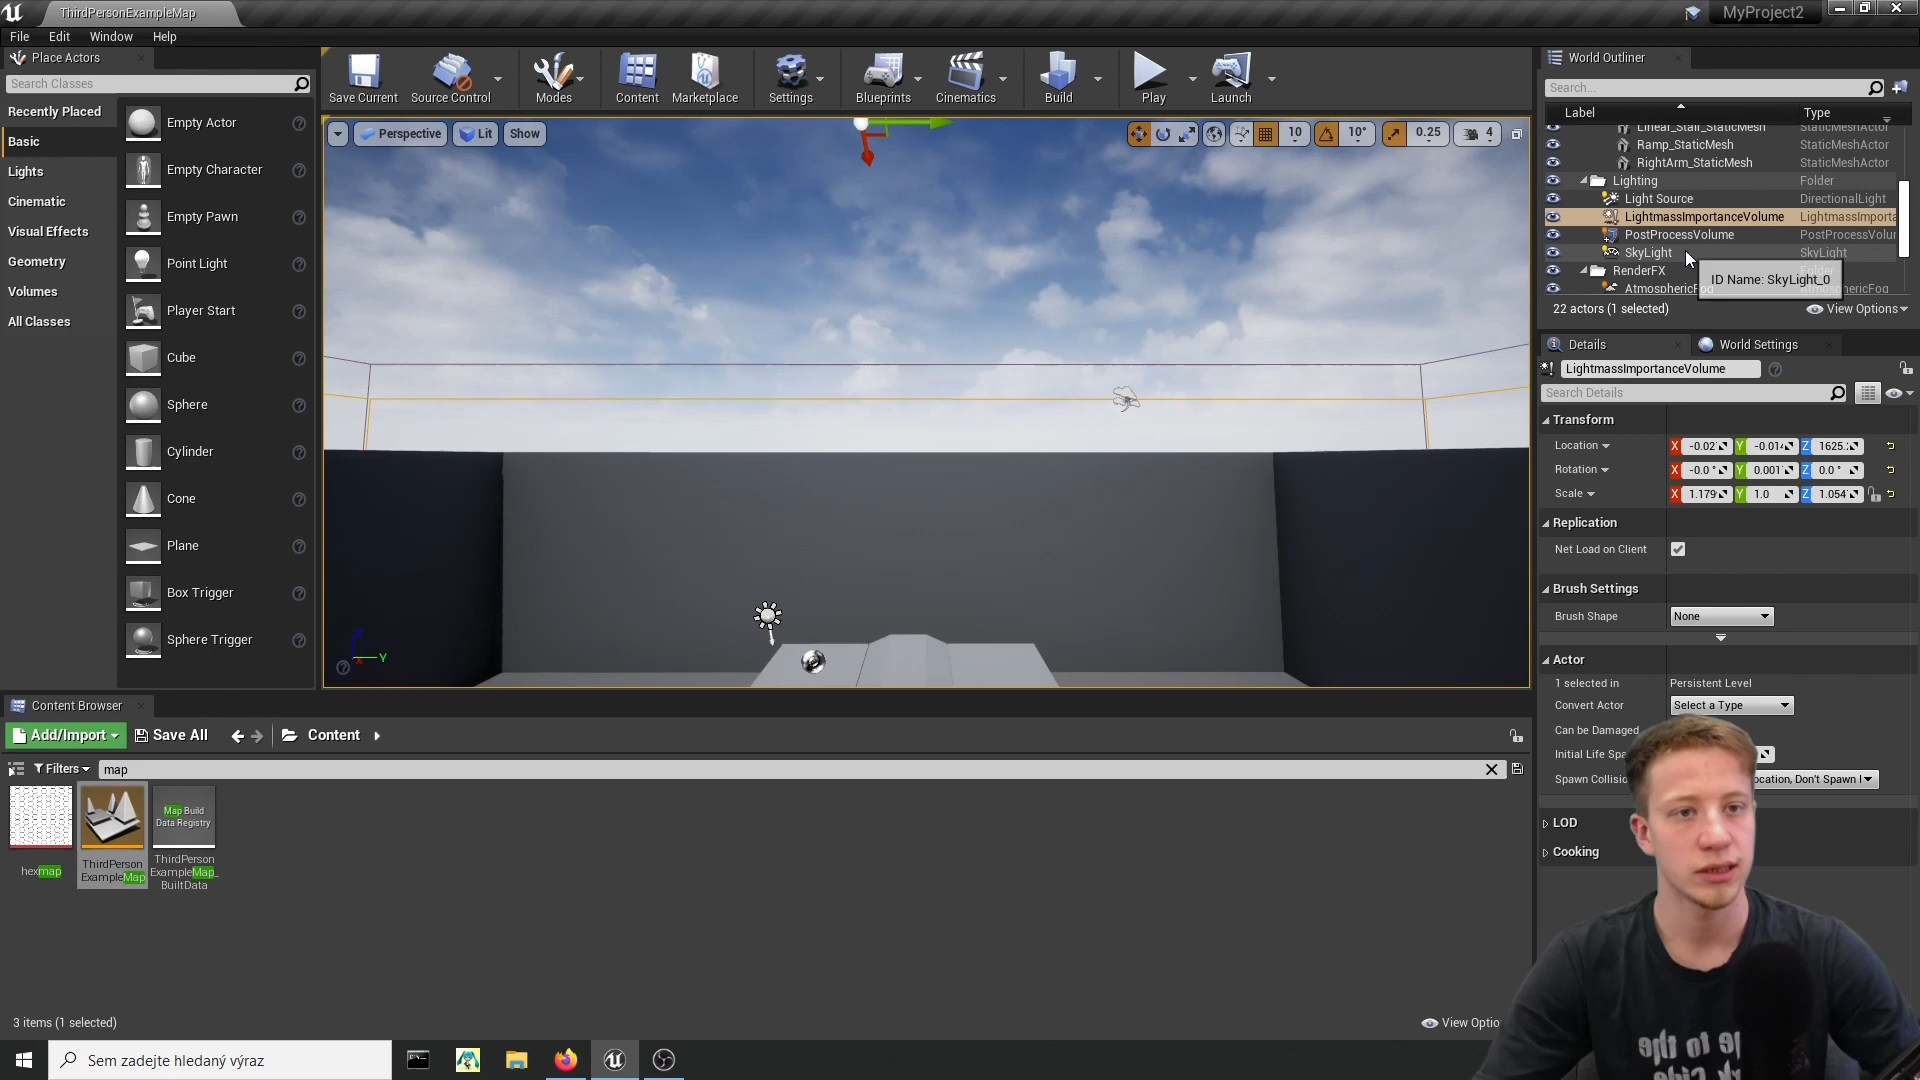 ThirdPersonExampleMap
MyProject2
File Edit Window Help
Place Actors
Search Classes
Recently Placed
Basic
Lights
Cinematic
Visual Effects
Geometry
Volumes
All Classes
Empty Actor
Empty Character
Empty Pawn
Point Light
Player Start
Cube
Sphere
Cylinder
Cone
Plane
Box Trigger
Sphere Trigger
Save Current
Source Control
Modes
Content
Marketplace
Settings
Blueprints
Cinematics
Build
Play
Launch
Perspective
Lit
Show
10
10°
0.25
4
Z
X
Y
World Outliner
Search...
Label Type
Linear_Stair_StaticMesh StaticMeshActor
Ramp_StaticMesh StaticMeshActor
RightArm_StaticMesh StaticMeshActor
Lighting Folder
Light Source DirectionalLight
LightmassImportanceVolume LightmassImporta
PostProcessVolume PostProcessVolur
SkyLight SkyLight
RenderFX
ID Name: SkyLight_0
22 actors (1 selected) View Options
Details World Settings
LightmassImportanceVolume
Search Details
Transform
Location X -0.02 Y -0.014 Z 1625.
Rotation X -0.0 ° Y 0.001 Z 0.0 °
Scale X 1.179 Y 1.0 Z 1.054
Replication
Net Load on Client
Brush Settings
Brush Shape None
Actor
1 selected in Persistent Level
Convert Actor Select a Type
Can be Damaged
Initial Life Spa
Spawn Collisi ocation, Don't Spawn I
LOD
Cooking
Content Browser
Add/Import Save All Content
Filters map
hexmap
ThirdPerson
ExampleMap
Map Build
Data Registry
ThirdPerson
ExampleMap_
BuiltData
3 items (1 selected)
View Optio
Sem zadejte hledaný výraz